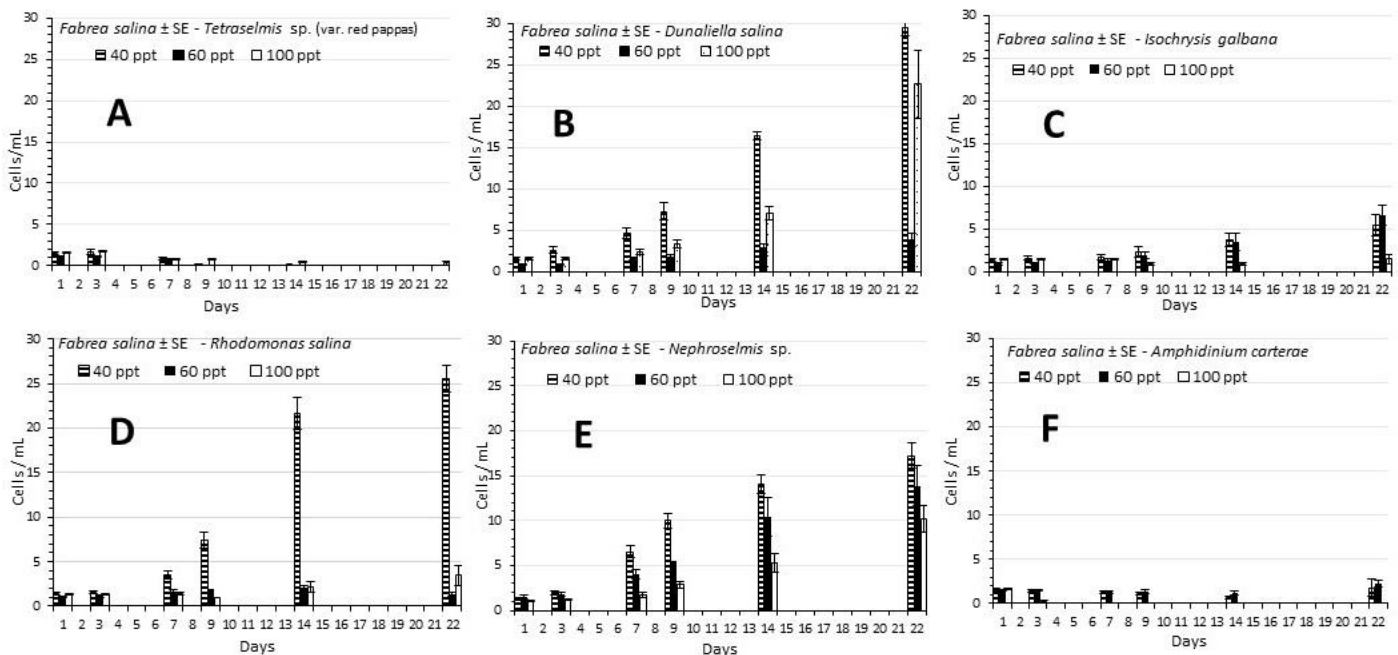 Fabrea salina ± SE - Tetraselmis sp. (var. red pappas)
40 ppt 60 ppt 100 ppt
A
30
25
20
15
10
5
0
Cells/mL
1 2 3 4 5 6 7 8 9 10 11 12 13 14 15 16 17 18 19 20 21 22
Days
Fabrea salina ± SE - Dunaliella salina
40 ppt 60 ppt 100 ppt
B
30
25
20
15
10
5
0
Cells / mL
1 2 3 4 5 6 7 8 9 10 11 12 13 14 15 16 17 18 19 20 21 22
Days
Fabrea salina ± SE - Isochrysis galbana
40 ppt 60 ppt 100 ppt
C
30
25
20
15
10
5
0
Cells / mL
1 2 3 4 5 6 7 8 9 10 11 12 13 14 15 16 17 18 19 20 21 22
Days
Fabrea salina ± SE - Rhodomonas salina
40 ppt 60 ppt 100 ppt
D
30
25
20
15
10
5
0
Cells / mL
1 2 3 4 5 6 7 8 9 10 11 12 13 14 15 16 17 18 19 20 21 22
Days
Fabrea salina ± SE - Nephroselmis sp.
40 ppt 60 ppt 100 ppt
E
30
25
20
15
10
5
0
Cells / mL
1 2 3 4 5 6 7 8 9 10 11 12 13 14 15 16 17 18 19 20 21 22
Days
Fabrea salina ± SE - Amphidinium carterae
40 ppt 60 ppt 100 ppt
F
30
25
20
15
10
5
0
Cells / mL
1 2 3 4 5 6 7 8 9 10 11 12 13 14 15 16 17 18 19 20 21 22
Days